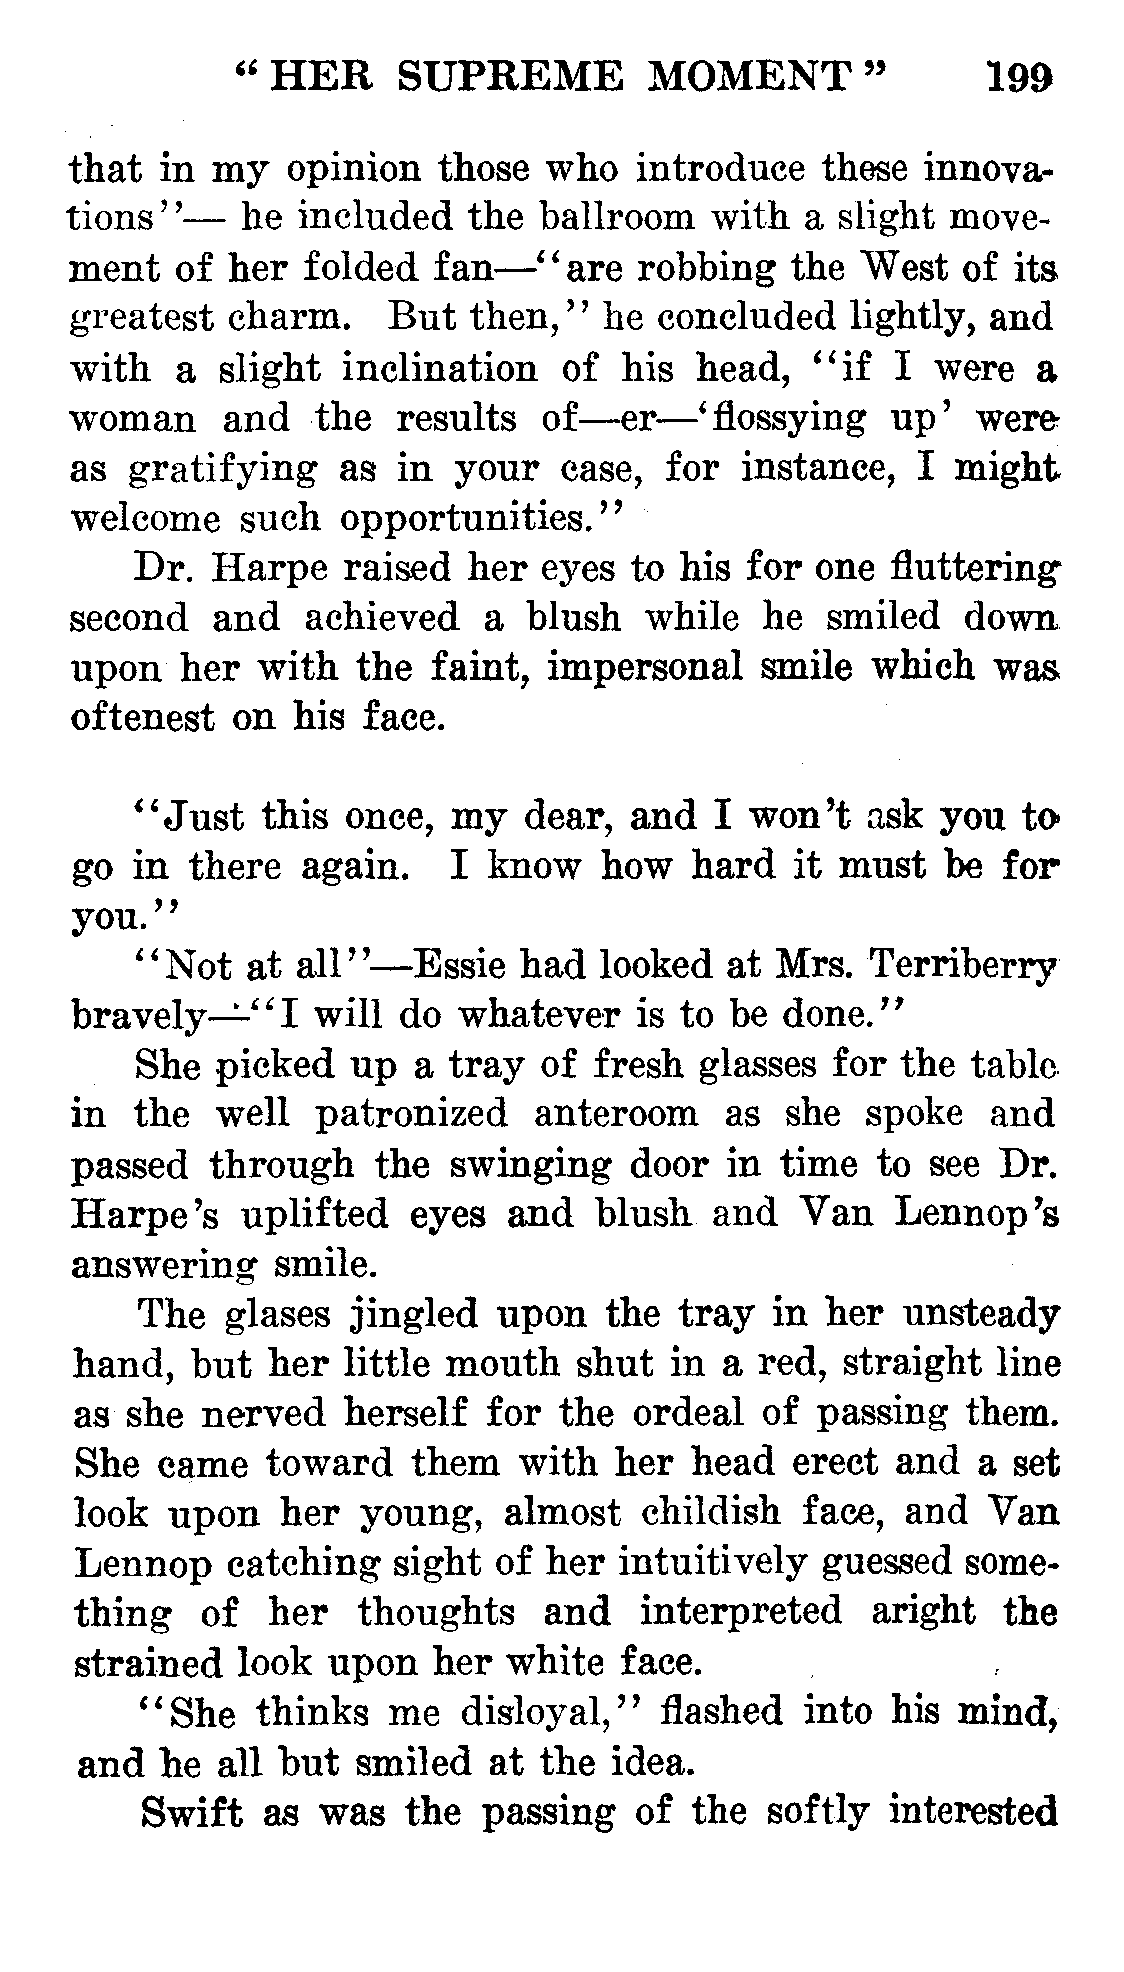 “ HER SUPREME MOMENT ” 199
that in my opinion those who introduce these innova-
tions”— he included the ballroom with a slight move-
ment of her folded fan—“are robbing the West of its
greatest charm. But then,” he concluded lightly, and
with a slight inclination of his head, “if I were a
woman and the results of—er—‘flossying up’ were
as gratifying as in your case, for instance, I might
welcome such opportunities.”
Dr. Harpe raised her eyes to his for one fluttering
second and achieved a blush while he smiled down
upon her with the faint, impersonal smile which was
oftenest on his face.
“Just this once, my dear, and I won’t ask you to
go in there again. I know how hard it must be for
you.”
“Not at all”—Essie had looked at Mrs. Terriberry
bravely—“I will do whatever is to be done.”
She picked up a tray of fresh glasses for the table
in the well patronized anteroom as she spoke and
passed through the swinging door in time to see Dr.
Harpe’s uplifted eyes and blush and Van Lennop’s
answering smile.
The glases jingled upon the tray in her unsteady
hand, but her little mouth shut in a red, straight line
as she nerved herself for the ordeal of passing them.
She came toward them with her head erect and a set
look upon her young, almost childish face, and Van
Lennop catching sight of her intuitively guessed some-
thing of her thoughts and interpreted aright the
strained look upon her white face.
“She thinks me disloyal,” flashed into his mind,
and he all but smiled at the idea.
Swift as was the passing of the softly interested